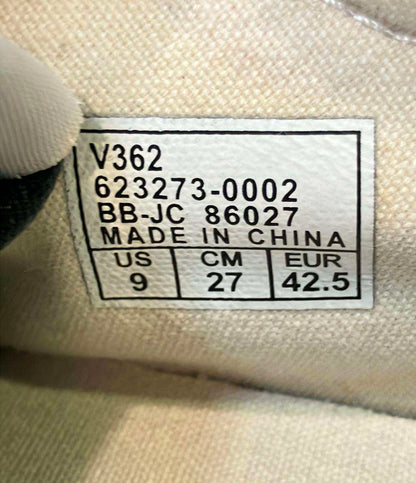 V362
623273-0002
BB-JC 86027
MADE IN CHINA
US CM EUR
9 27 42.5